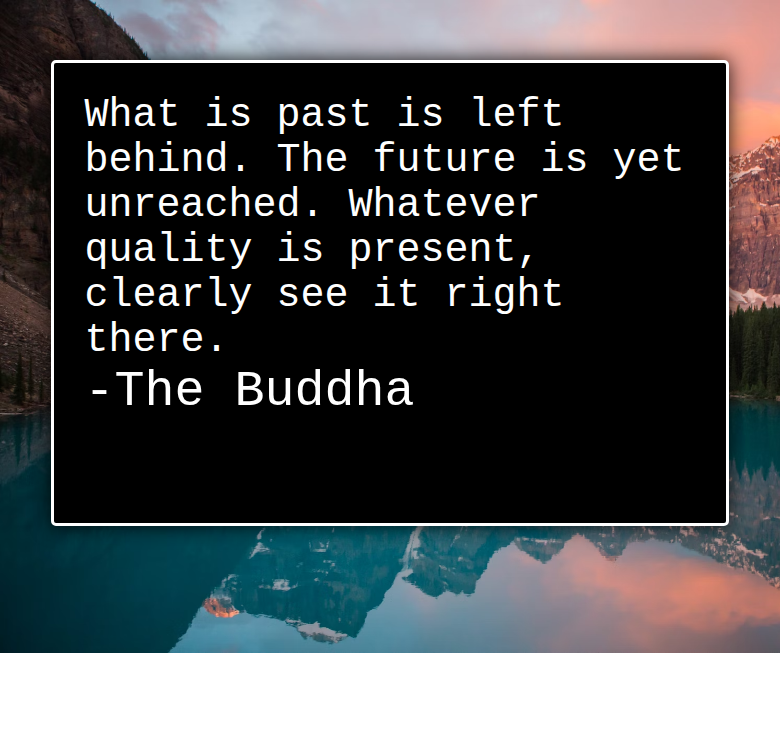 What is past is left
behind. The future is yet
unreached. Whatever
quality is present,
clearly see it right
there.
-The Buddha